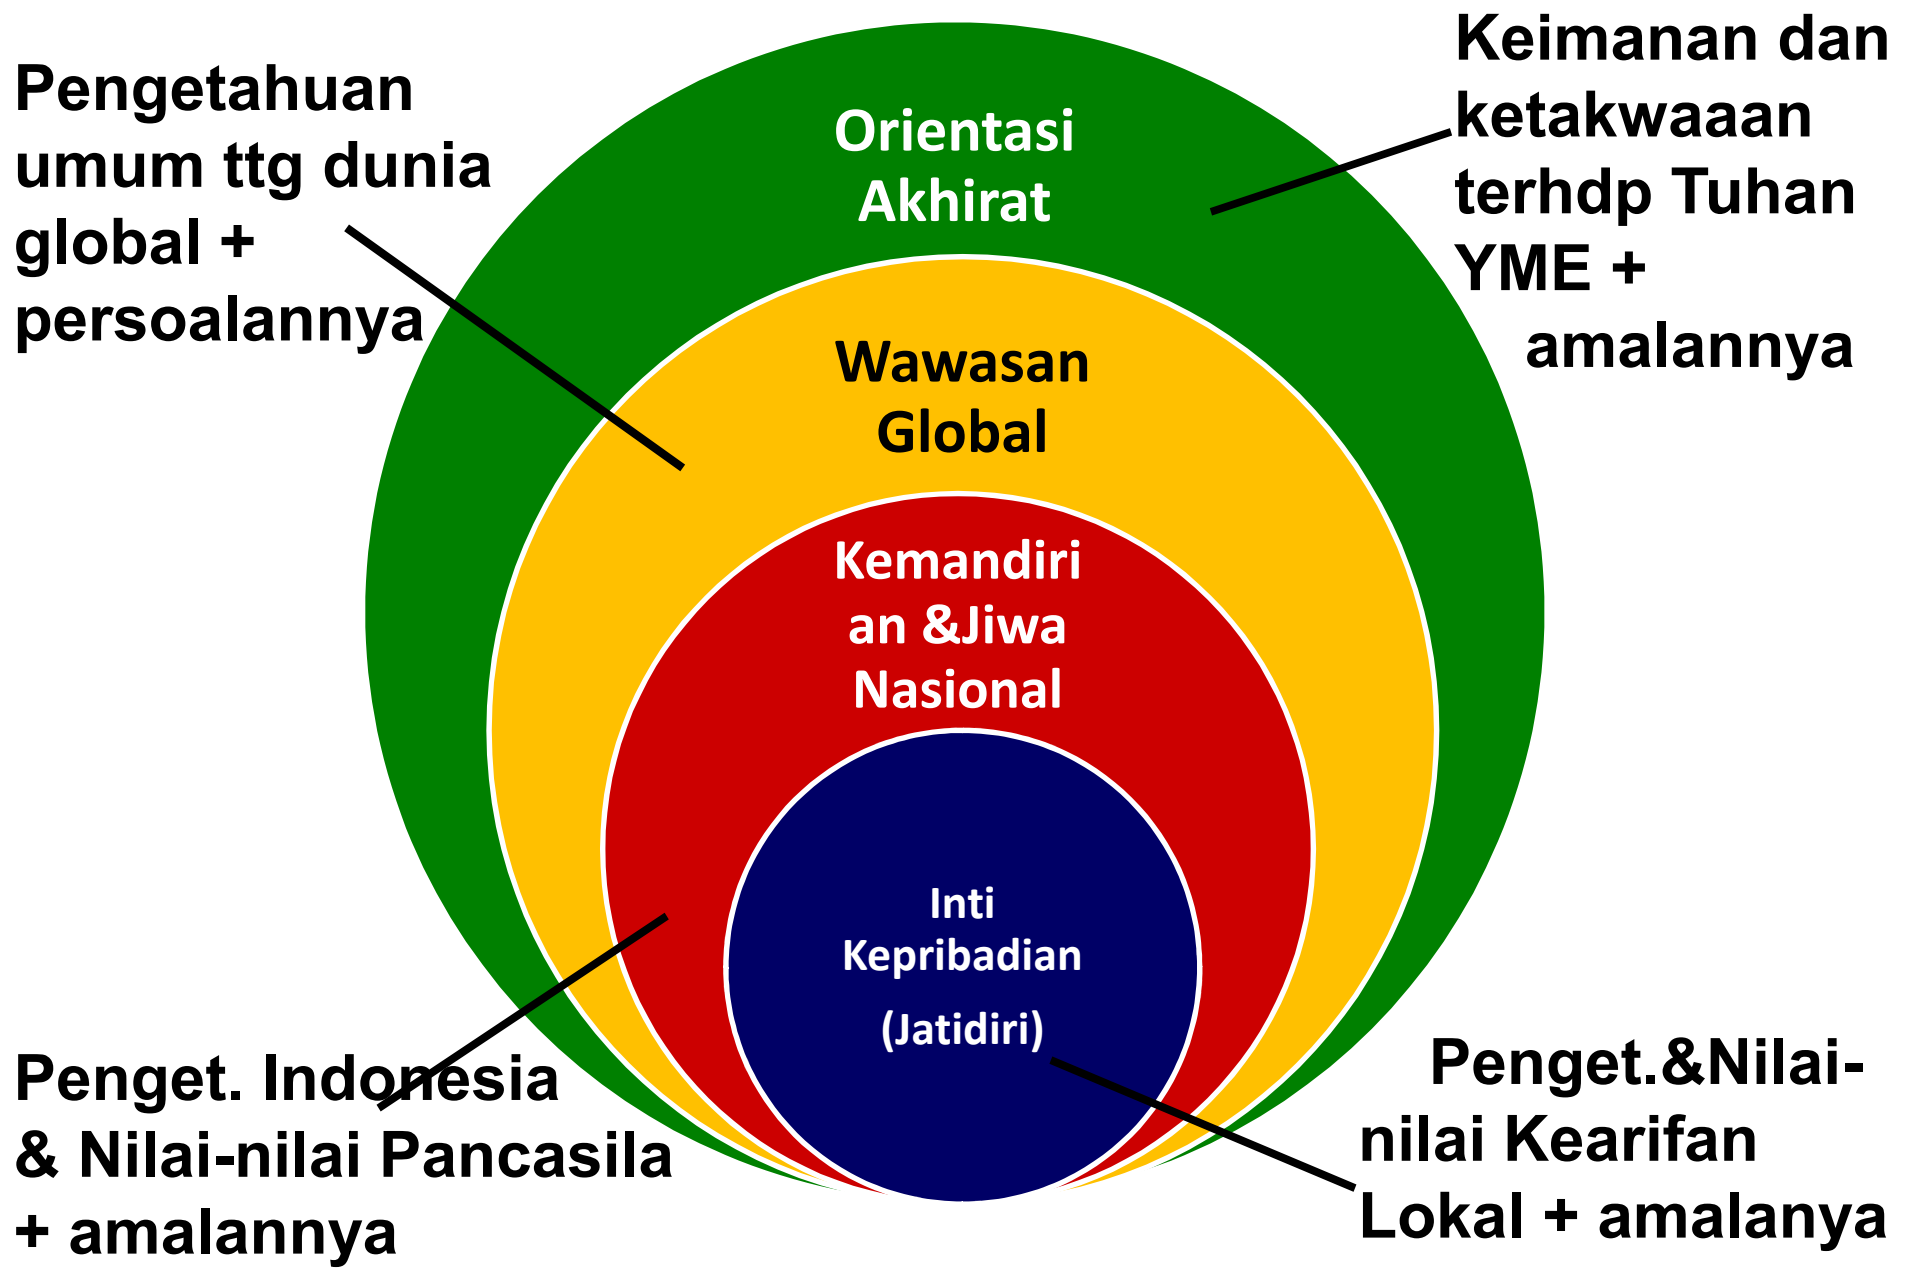 Pengetahuan
umum ttg dunia
global +
persoalannya
Keimanan dan
ketakwaaan
terhdp Tuhan
YME +
amalannya
Orientasi
Akhirat
Wawasan
Global
Kemandiri
an &Jiwa
Nasional
Inti
Kepribadian
(Jatidiri)
Penget. Indonesia
& Nilai-nilai Pancasila
+ amalannya
Penget.&Nilai-
nilai Kearifan
Lokal + amalanya